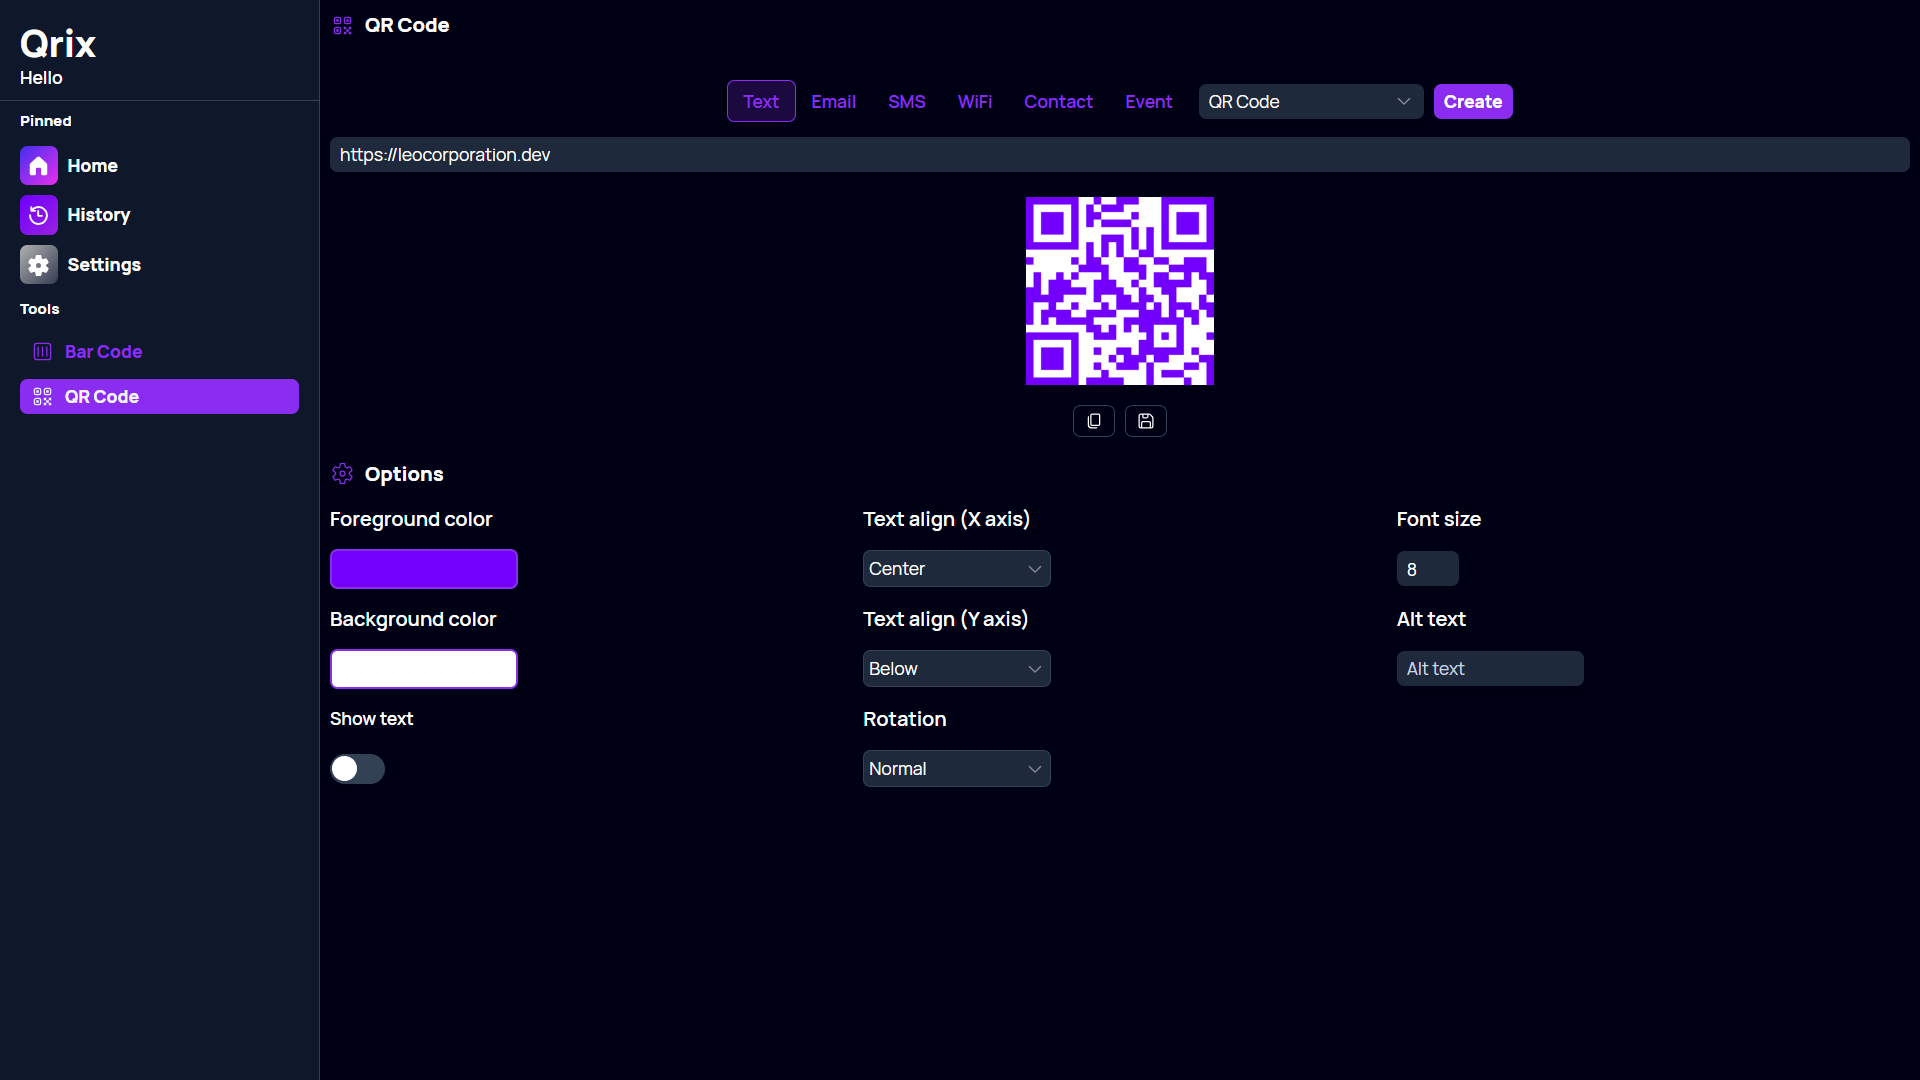 Qrix
Hello
Pinned
Home
History
Settings
Tools
Bar Code
QR Code
QR Code
Text Email SMS WiFi Contact Event QR Code Create
https://leocorporation.dev
Options
Foreground color
Text align (X axis)
Font size
Center
8
Background color
Text align (Y axis)
Alt text
Below
Alt text
Show text
Rotation
Normal